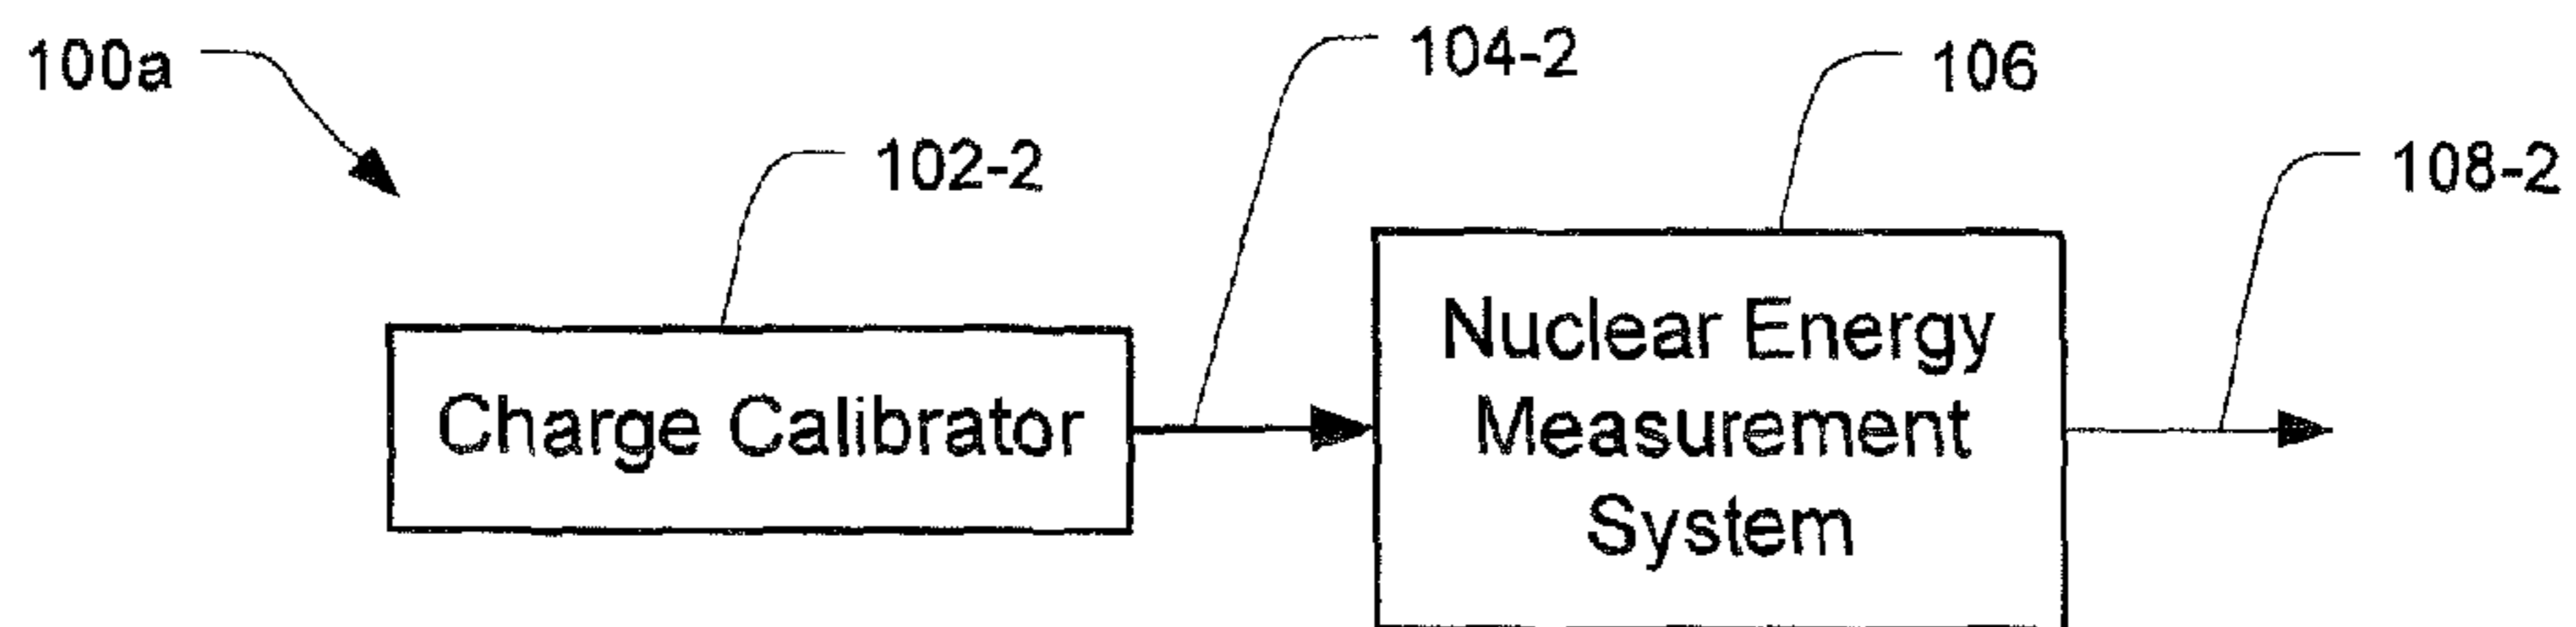 100a
104-2
106
102-2
108-2
Nuclear Energy
Measurement
System
Charge Calibrator